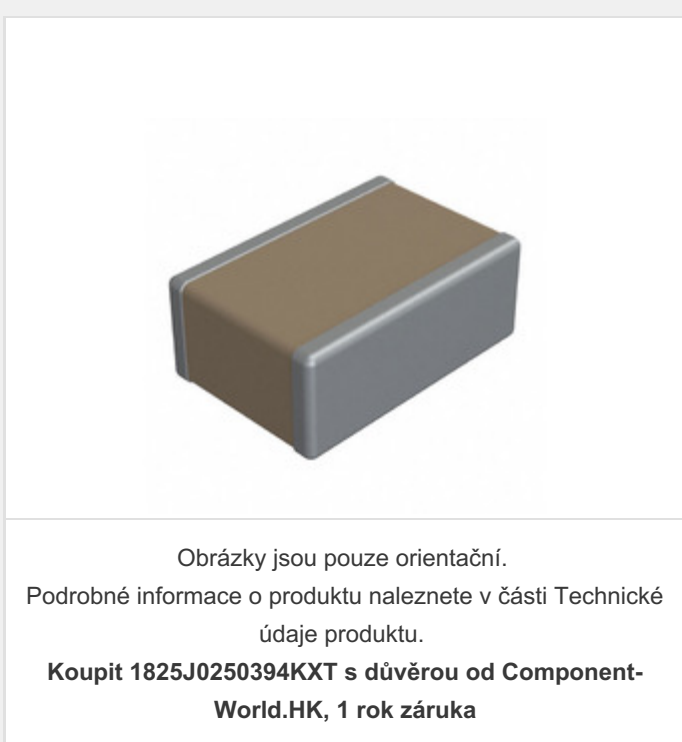 Obrázky jsou pouze orientační.
Podrobné informace o produktu naleznete v části Technické
údaje produktu.
Koupit 1825J0250394KXT s důvěrou od Component-
World.HK, 1 rok záruka